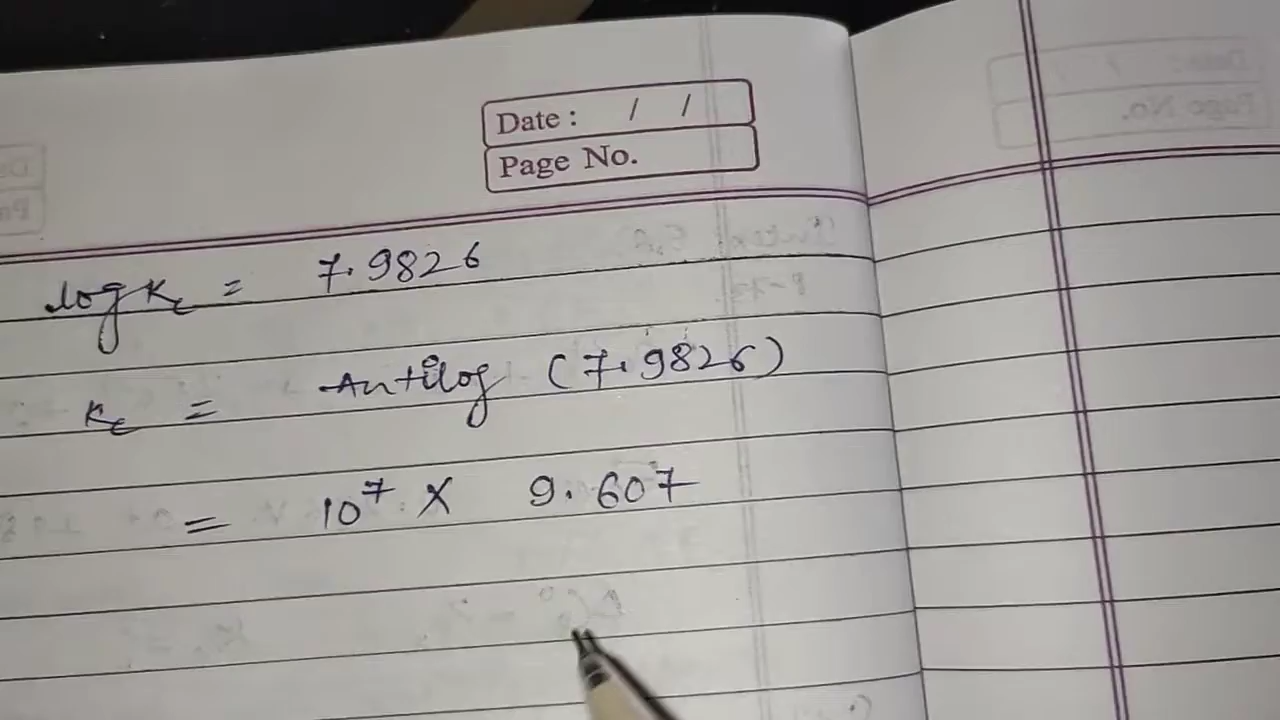 Date : / /
Page No.
log Kc = 7.9826
Kc = Antilog (7.9826)
= 10⁷ × 9.607